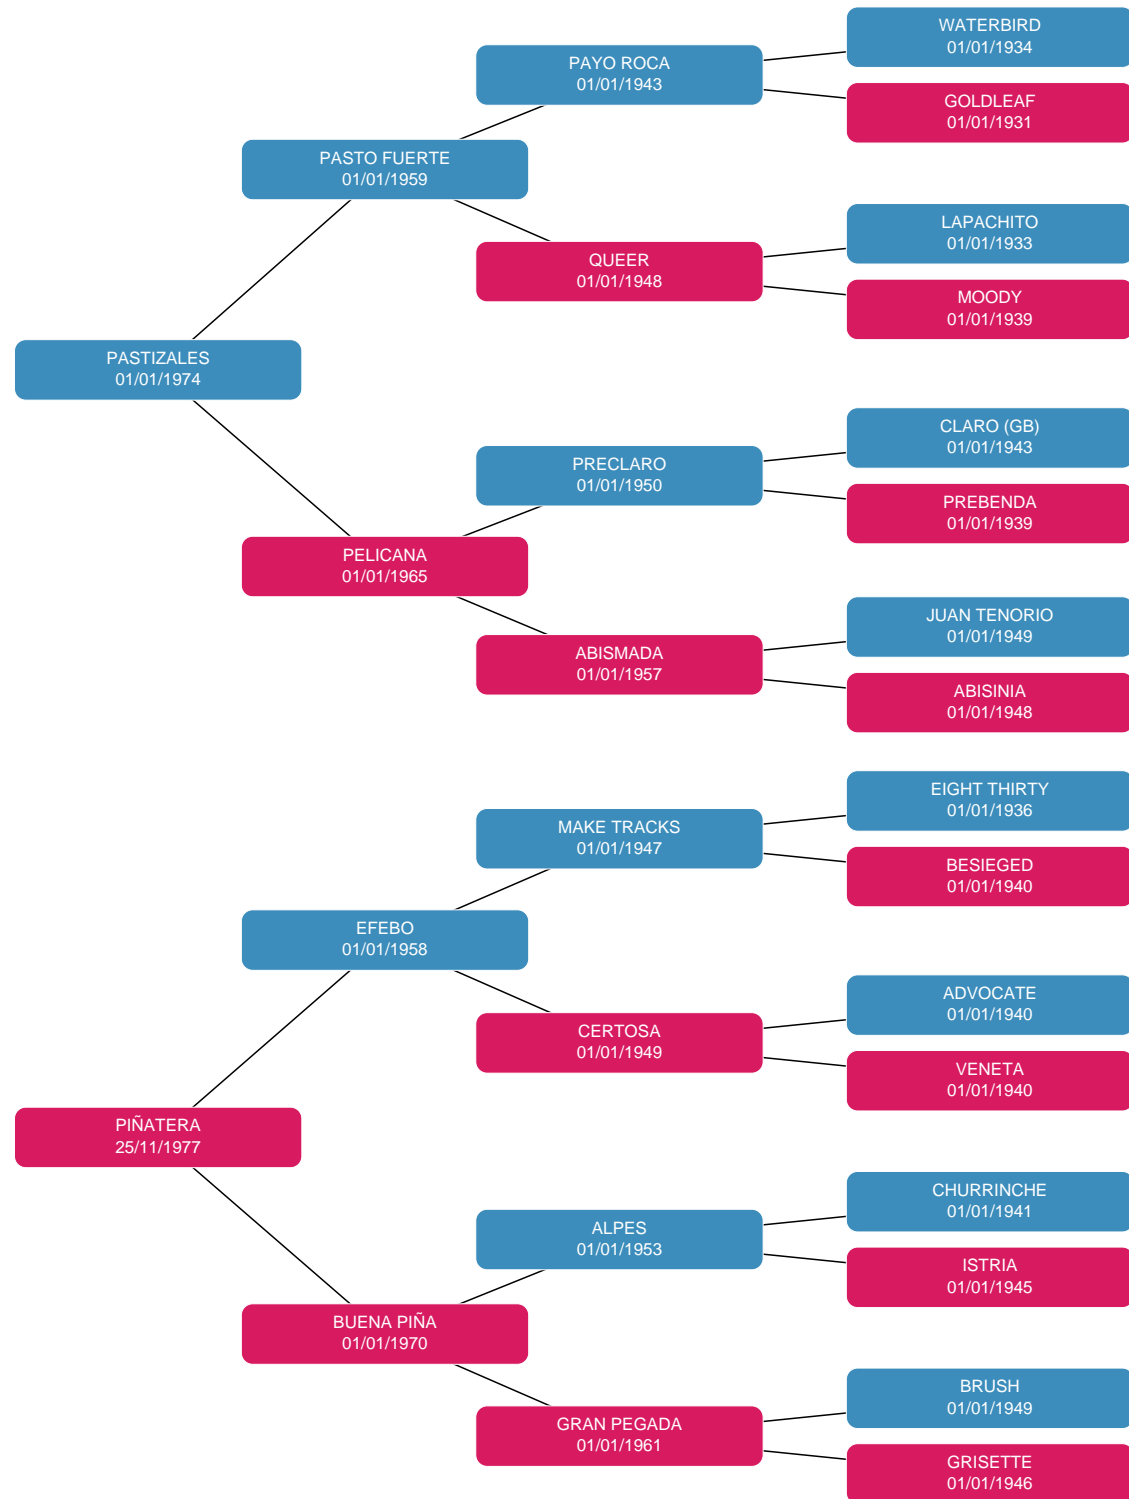 WATERBIRD
01/01/1934
PAYO ROCA
01/01/1943
GOLDLEAF
01/01/1931
PASTO FUERTE
01/01/1959
LAPACHITO
01/01/1933
QUEER
01/01/1948
MOODY
01/01/1939
PASTIZALES
01/01/1974
CLARO (GB)
01/01/1943
PRECLARO
01/01/1950
PREBENDA
01/01/1939
PELICANA
01/01/1965
JUAN TENORIO
01/01/1949
ABISMADA
01/01/1957
ABISINIA
01/01/1948
EIGHT THIRTY
01/01/1936
MAKE TRACKS
01/01/1947
BESIEGED
01/01/1940
EFEBO
01/01/1958
ADVOCATE
01/01/1940
CERTOSA
01/01/1949
VENETA
01/01/1940
PIÑATERA
25/11/1977
CHURRINCHE
01/01/1941
ALPES
01/01/1953
ISTRIA
01/01/1945
BUENA PIÑA
01/01/1970
BRUSH
01/01/1949
GRAN PEGADA
01/01/1961
GRISETTE
01/01/1946